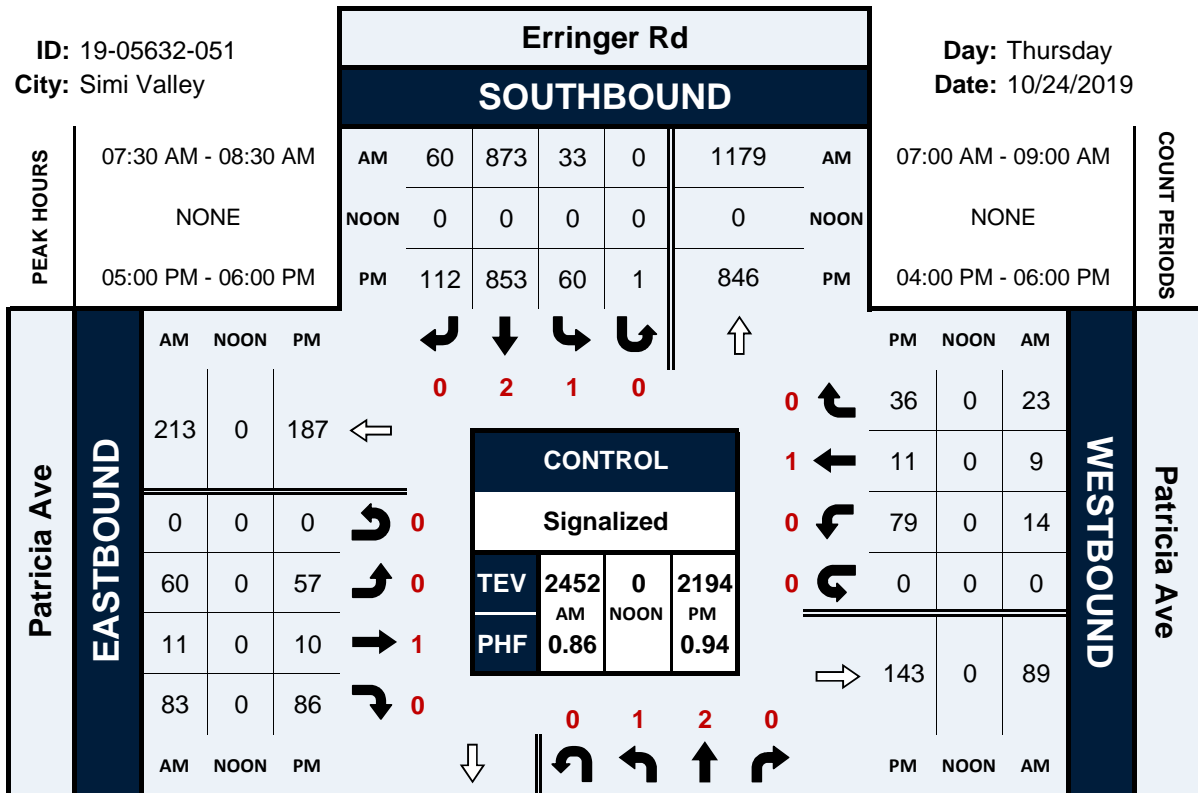 ID: 19-05632-051
City: Simi Valley
Erringer Rd
SOUTHBOUND
Day: Thursday
Date: 10/24/2019
PEAK HOURS
07:30 AM - 08:30 AM
NONE
05:00 PM - 06:00 PM
AM 60 873 33 0 1179 AM
NOON 0 0 0 0 0 NOON
PM 112 853 60 1 846 PM
07:00 AM - 09:00 AM
NONE
04:00 PM - 06:00 PM
COUNT PERIODS
0 2 1 0
Patricia Ave
EASTBOUND
AM NOON PM
213 0 187
0 0 0 0
60 0 57 0
11 0 10 1
83 0 86 0
AM NOON PM
CONTROL
Signalized
TEV 2452 0 2194
AM NOON PM
PHF 0.86 0.94
PM NOON AM
0 36 0 23
1 11 0 9
0 79 0 14
0 0 0 0
143 0 89
PM NOON AM
WESTBOUND
Patricia Ave
0 1 2 0